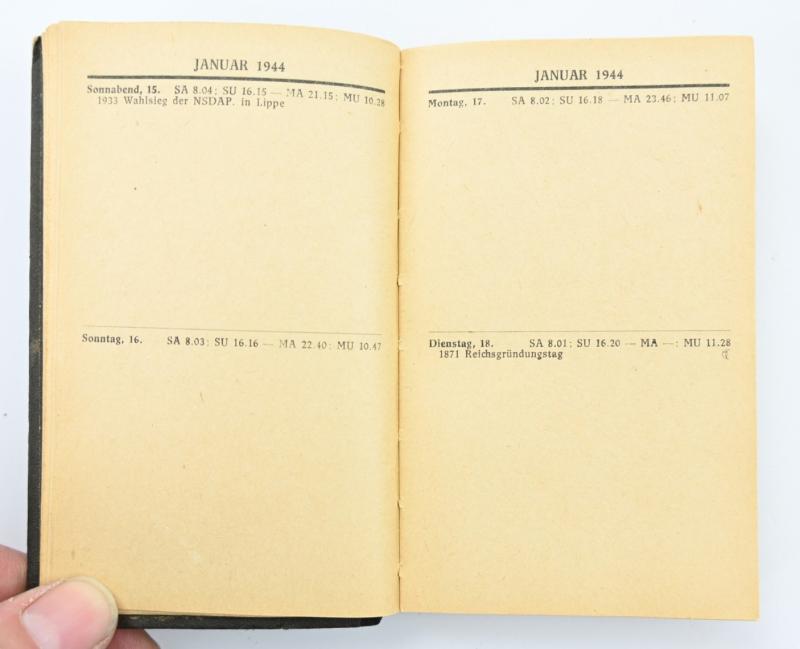 JANUAR 1944
Sonnabend, 15. SA 8.04; SU 16.15 — MA 21.15; MU 10.28
1933 Wahlsieg der NSDAP. in Lippe
Sonntag, 16. SA 8.03; SU 16.16 — MA 22.40; MU 10.47
JANUAR 1944
Montag, 17. SA 8.02; SU 16.18 — MA 23.46; MU 11.07
Dienstag, 18. SA 8.01; SU 16.20 — MA —; MU 11.28
1871 Reichsgründungstag